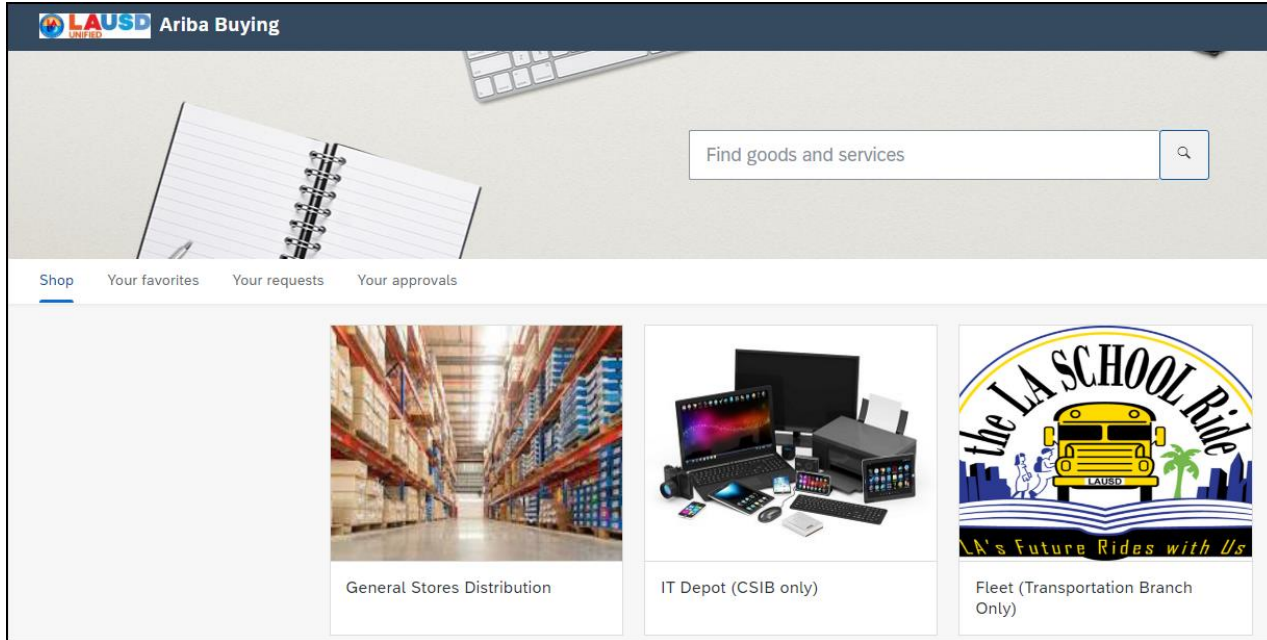 LAUSD
UNIFIED
Ariba Buying
Find goods and services
Shop Your favorites Your requests Your approvals
the LA SCHOOL Ride
LAUSD
LA's Future Rides with Us
General Stores Distribution
IT Depot (CSIB only)
Fleet (Transportation Branch
Only)